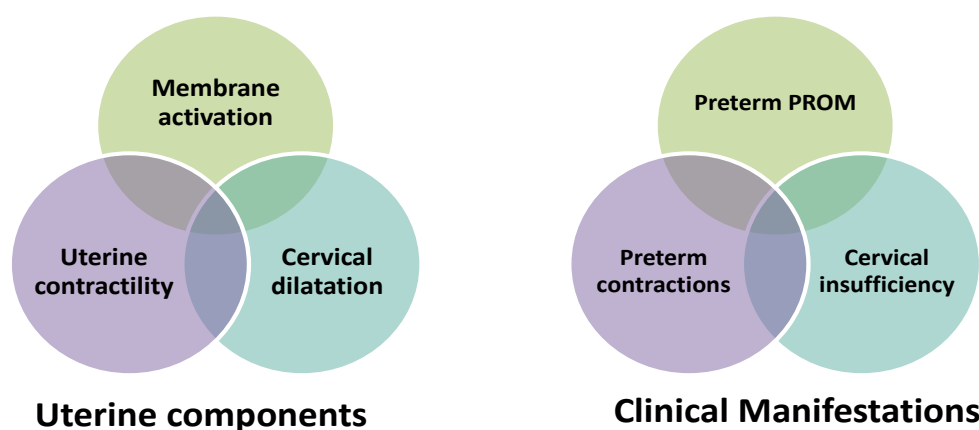 Membrane
activation
Uterine
contractility
Cervical
dilatation
Uterine components
Preterm PROM
Preterm
contractions
Cervical
insufficiency
Clinical Manifestations